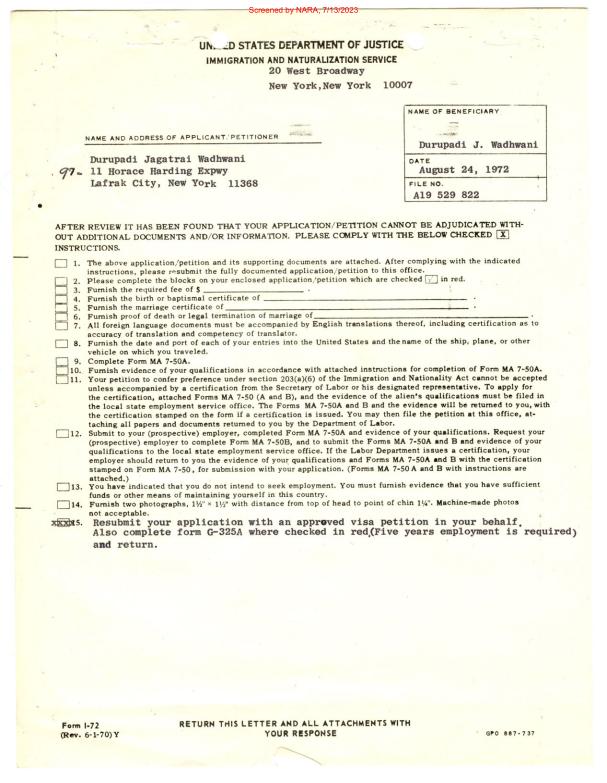 Screened by NARA, 7/13/2023
UNITED STATES DEPARTMENT OF JUSTICE
IMMIGRATION AND NATURALIZATION SERVICE
20 West Broadway
New York,New York 10007
NAME OF BENEFICIARY
Durupadi J. Wadhwani
DATE
August 24, 1972
FILE NO.
A19 529 822
NAME AND ADDRESS OF APPLICANT/PETITIONER
Durupadi Jagatrai Wadhwani
97- 11 Horace Harding Expwy
Lafrak City, New York 11368
AFTER REVIEW IT HAS BEEN FOUND THAT YOUR APPLICATION/PETITION CANNOT BE ADJUDICATED WITH-
OUT ADDITIONAL DOCUMENTS AND/OR INFORMATION. PLEASE COMPLY WITH THE BELOW CHECKED X
INSTRUCTIONS.
1. The above application/petition and its supporting documents are attached. After complying with the indicated
instructions, please resubmit the fully documented application/petition to this office.
2. Please complete the blocks on your enclosed application/petition which are checked ✓ in red.
3. Furnish the required fee of $ ________ .
4. Furnish the birth or baptismal certificate of ________ .
5. Furnish the marriage certificate of ________ .
6. Furnish proof of death or legal termination of marriage of ________ .
7. All foreign language documents must be accompanied by English translations thereof, including certification as to
accuracy of translation and competency of translator.
8. Furnish the date and port of each of your entries into the United States and the name of the ship, plane, or other
vehicle on which you traveled.
9. Complete Form MA 7-50A.
10. Furnish evidence of your qualifications in accordance with attached instructions for completion of Form MA 7-50A.
11. Your petition to confer preference under section 203(a)(6) of the Immigration and Nationality Act cannot be accepted
unless accompanied by a certification from the Secretary of Labor or his designated representative. To apply for
the certification, attached Forms MA 7-50 (A and B), and the evidence of the alien's qualifications must be filed in
the local state employment service office. The Forms MA 7-50A and B and the evidence will be returned to you, with
the certification stamped on the form if a certification is issued. You may then file the petition at this office, at-
taching all papers and documents returned to you by the Department of Labor.
12. Submit to your (prospective) employer, completed Form MA 7-50A and evidence of your qualifications. Request your
(prospective) employer to complete Form MA 7-50B, and to submit the Forms MA 7-50A and B and evidence of your
qualifications to the local state employment service office. If the Labor Department issues a certification, your
employer should return to you the evidence of your qualifications and Forms MA 7-50A and B with the certification
stamped on Form MA 7-50, for submission with your application. (Forms MA 7-50 A and B with instructions are
attached.)
13. You have indicated that you do not intend to seek employment. You must furnish evidence that you have sufficient
funds or other means of maintaining yourself in this country.
14. Furnish two photographs, 1½" × 1½" with distance from top of head to point of chin 1¼". Machine-made photos
not acceptable.
xxxx15. Resubmit your application with an approved visa petition in your behalf.
Also complete form G-325A where checked in red,(Five years employment is required)
and return.
Form I-72
(Rev. 6-1-70) Y
RETURN THIS LETTER AND ALL ATTACHMENTS WITH
YOUR RESPONSE
GPO 887-737